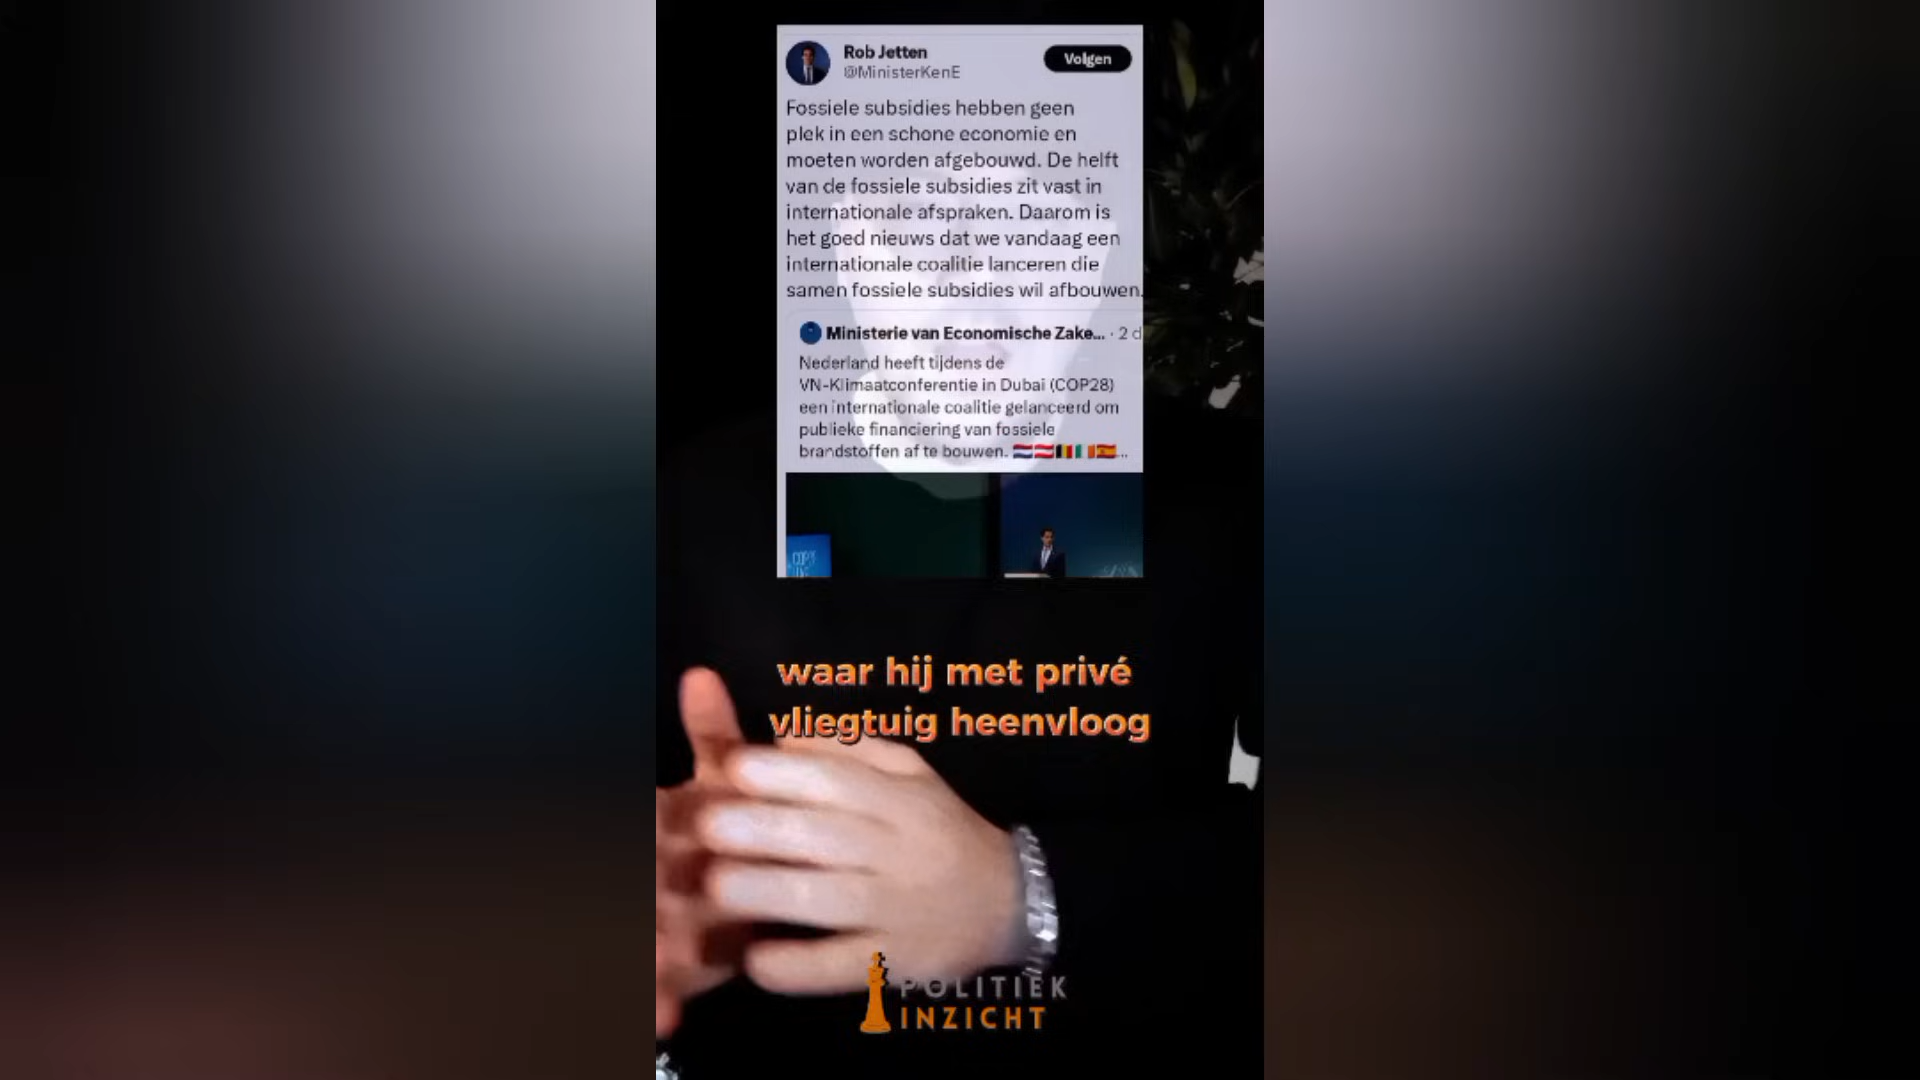 Rob Jetten
@MinisterKenE
Volgen
Fossiele subsidies hebben geen
plek in een schone economie en
moeten worden afgebouwd. De helft
van de fossiele subsidies zit vast in
internationale afspraken. Daarom is
het goed nieuws dat we vandaag een
internationale coalitie lanceren die
samen fossiele subsidies wil afbouwen.
Ministerie van Economische Zake... · 2 d
Nederland heeft tijdens de
VN-Klimaatconferentie in Dubai (COP28)
een internationale coalitie gelanceerd om
publieke financiering van fossiele
brandstoffen af te bouwen.
waar hij met privé
vliegtuig heenvloog
POLITIEK
INZICHT